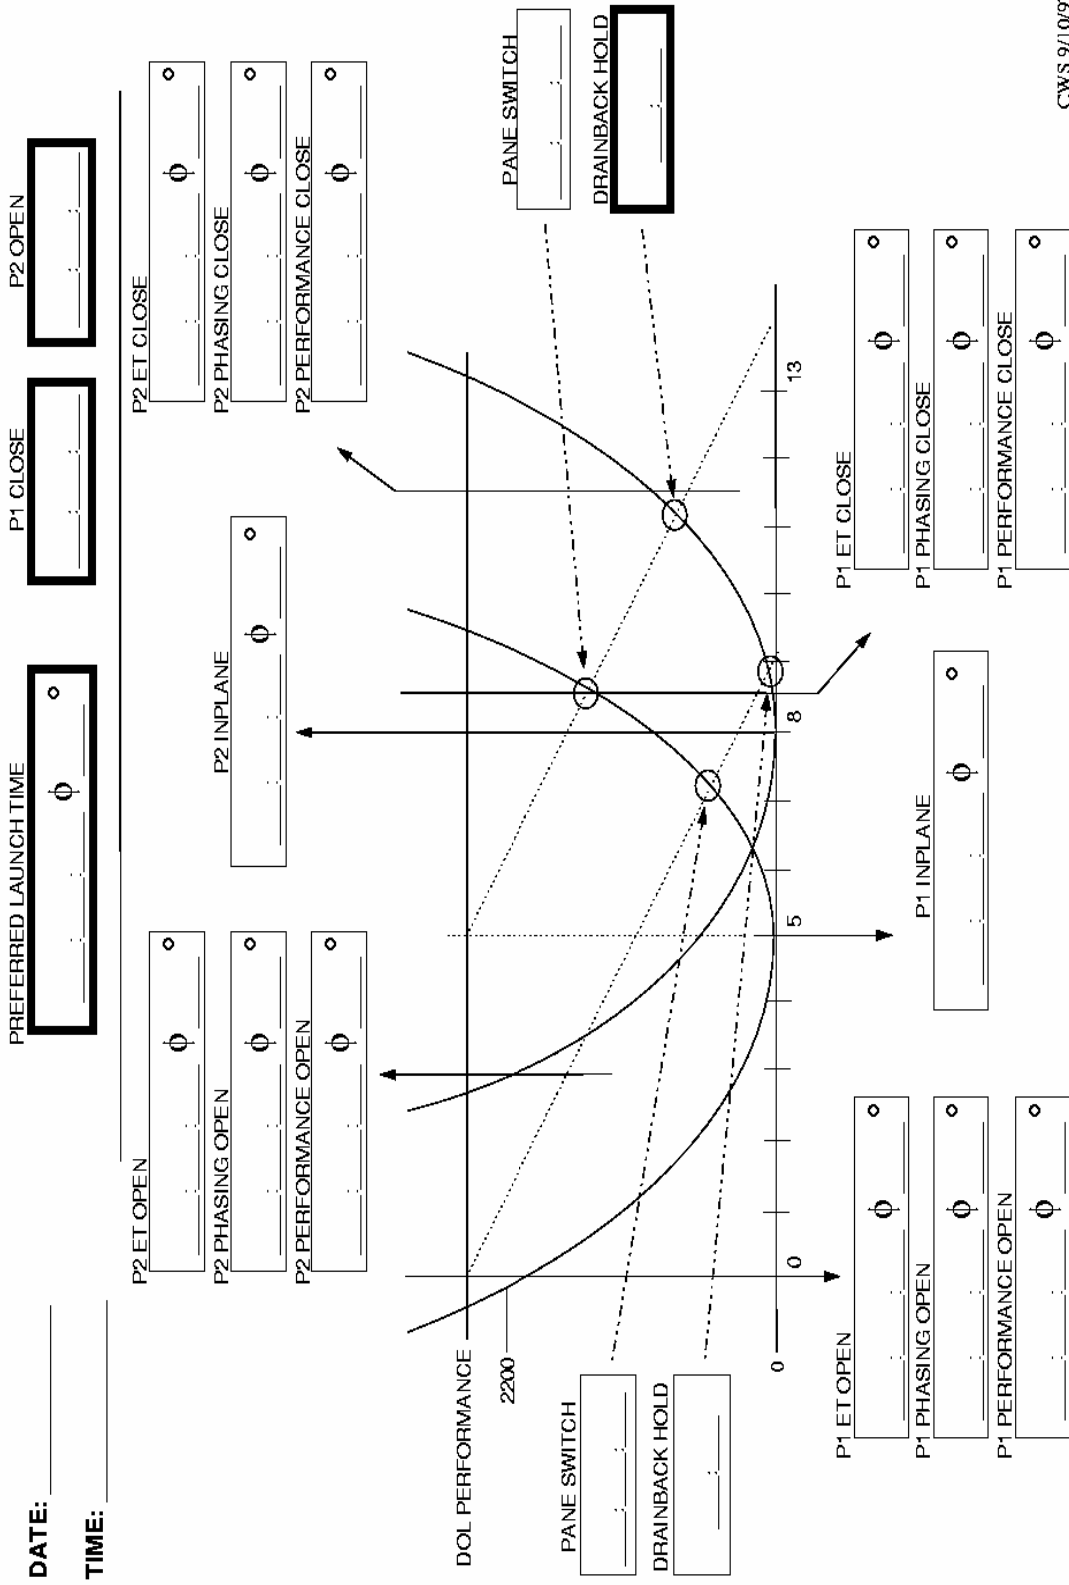 DATE:
TIME:
PREFERRED LAUNCH TIME
P1 CLOSE
P2 OPEN
Φ
P2 ET OPEN
Φ
P2 PHASING OPEN
Φ
P2 PERFORMANCE OPEN
Φ
P2 INPLANE
Φ
P2 ET CLOSE
Φ
P2 PHASING CLOSE
Φ
P2 PERFORMANCE CLOSE
Φ
DOL PERFORMANCE
2200
PANE SWITCH
DRAINBACK HOLD
PANE SWITCH
DRAINBACK HOLD
0
0
5
8
13
P1 ET OPEN
Φ
P1 PHASING OPEN
Φ
P1 PERFORMANCE OPEN
Φ
P1 INPLANE
Φ
P1 ET CLOSE
Φ
P1 PHASING CLOSE
Φ
P1 PERFORMANCE CLOSE
Φ